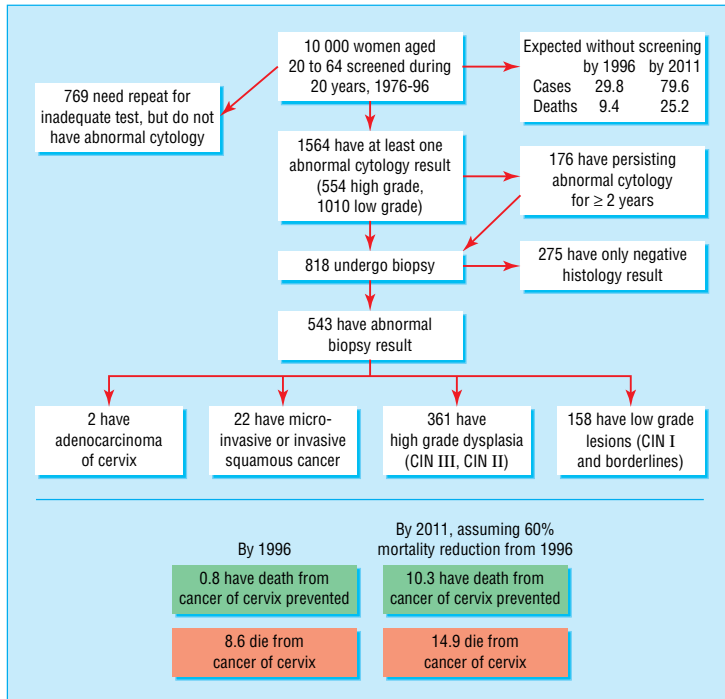 10 000 women aged
20 to 64 screened during
20 years, 1976-96
Expected without screening
by 1996 by 2011
Cases 29.8 79.6
Deaths 9.4 25.2
769 need repeat for
inadequate test, but do not
have abnormal cytology
1564 have at least one
abnormal cytology result
(554 high grade,
1010 low grade)
176 have persisting
abnormal cytology
for ≥ 2 years
818 undergo biopsy
275 have only negative
histology result
543 have abnormal
biopsy result
2 have
adenocarcinoma
of cervix
22 have micro-
invasive or invasive
squamous cancer
361 have
high grade dysplasia
(CIN III, CIN II)
158 have low grade
lesions (CIN I
and borderlines)
By 1996
0.8 have death from
cancer of cervix prevented
8.6 die from
cancer of cervix
By 2011, assuming 60%
mortality reduction from 1996
10.3 have death from
cancer of cervix prevented
14.9 die from
cancer of cervix